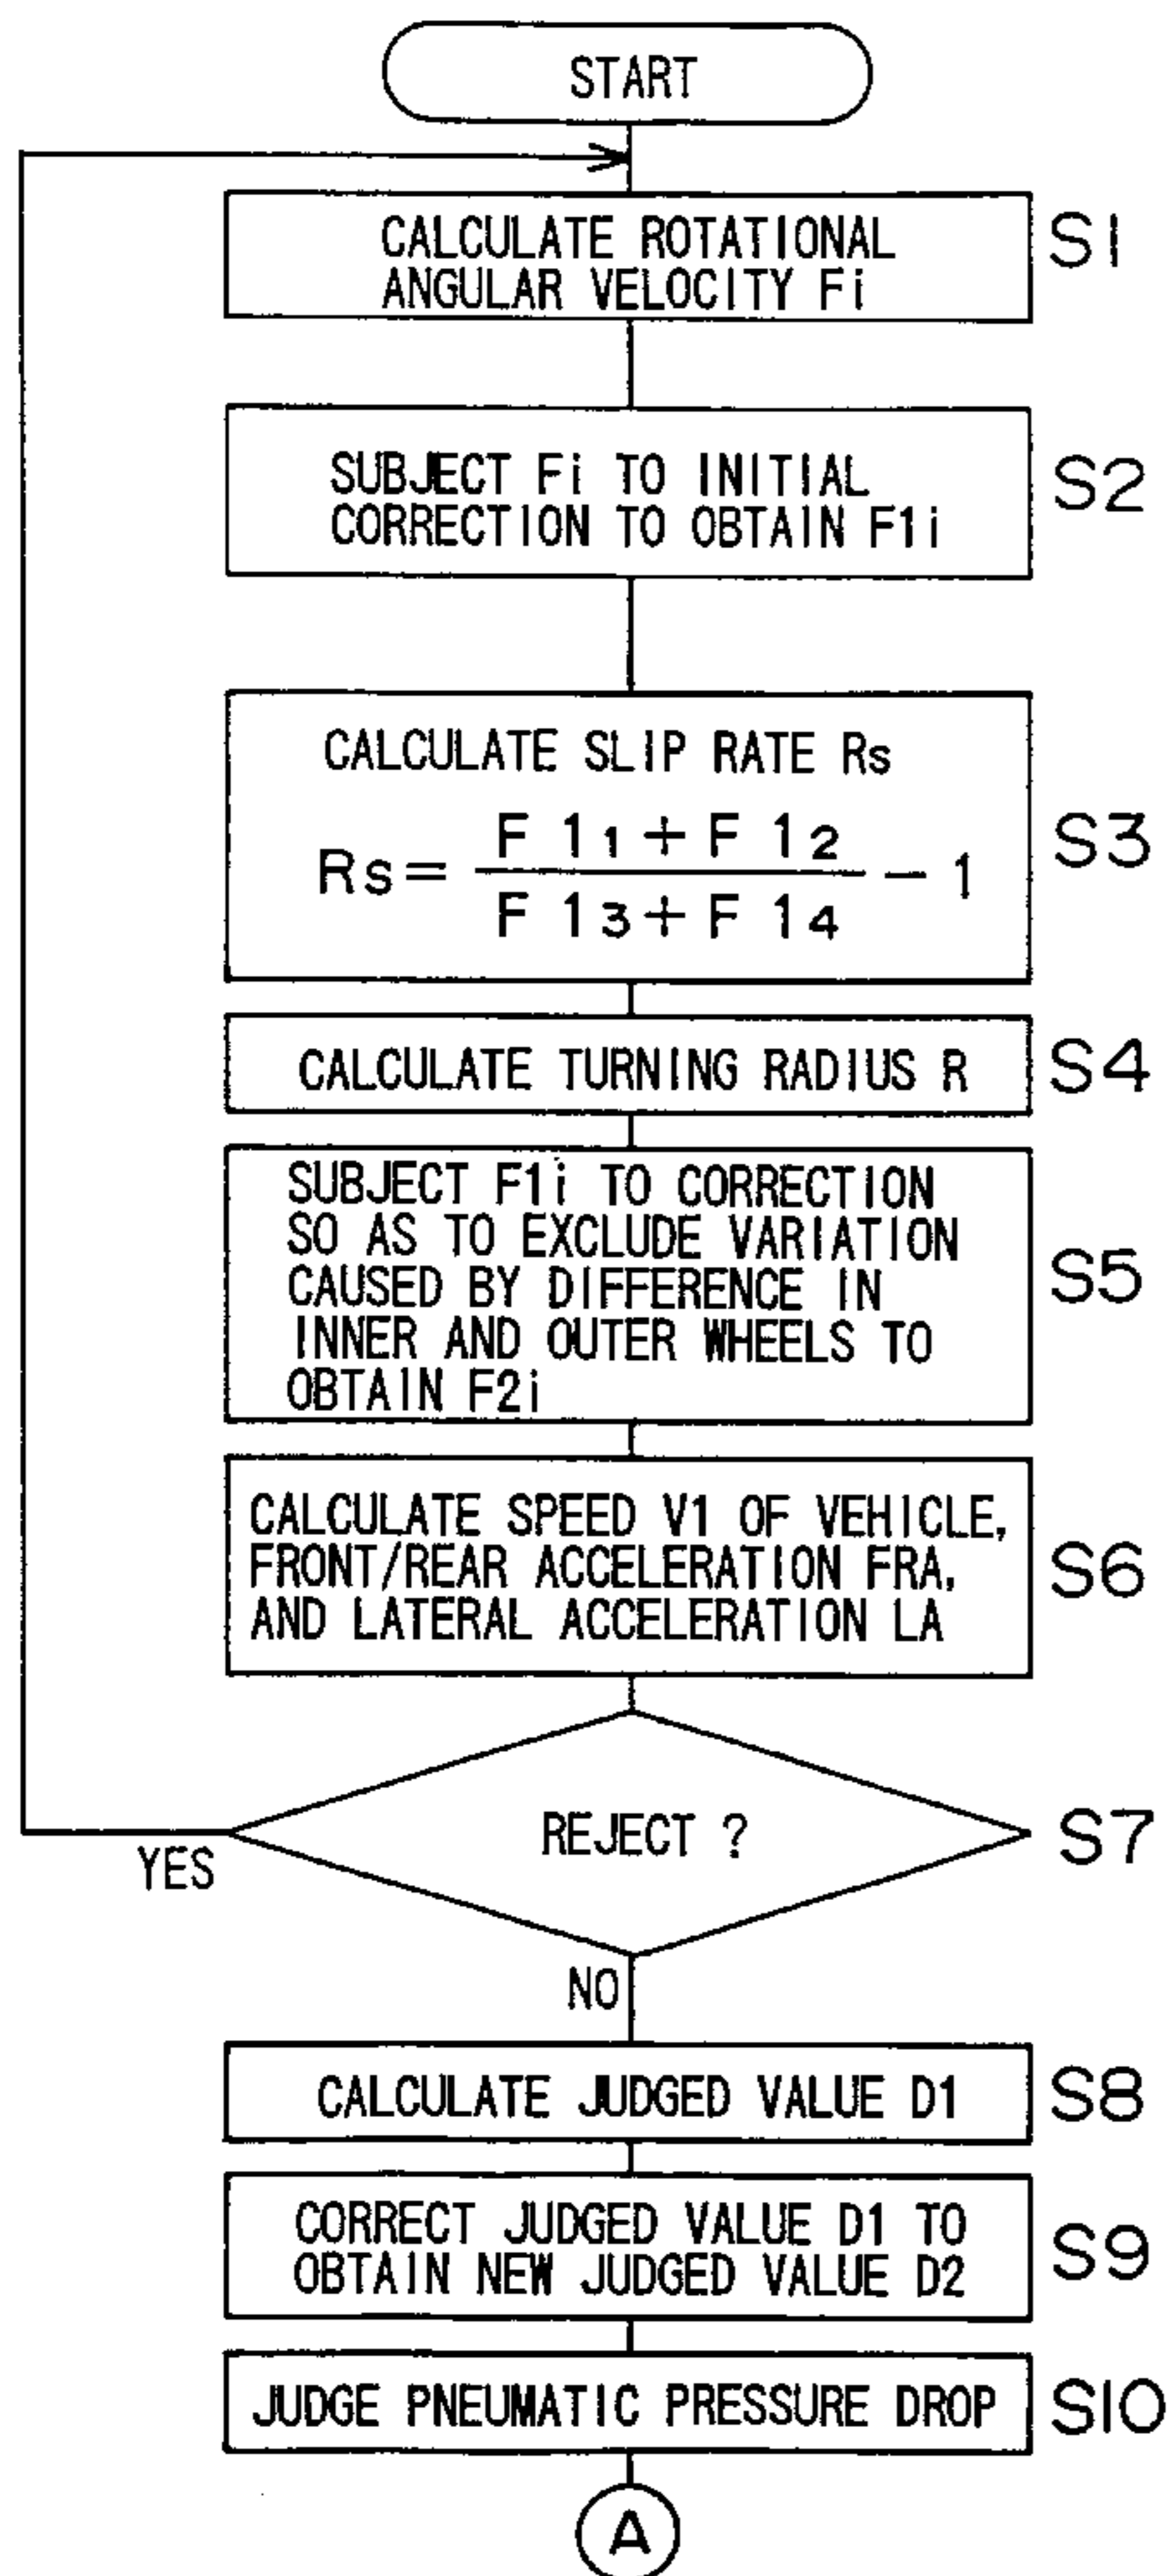 START
CALCULATE ROTATIONAL
ANGULAR VELOCITY Fi
S1
SUBJECT Fi TO INITIAL
CORRECTION TO OBTAIN F1i
S2
CALCULATE SLIP RATE Rs
Rs = (F 1₁ + F 1₂) / (F 1₃ + F 1₄) − 1
S3
CALCULATE TURNING RADIUS R
S4
SUBJECT F1i TO CORRECTION
SO AS TO EXCLUDE VARIATION
CAUSED BY DIFFERENCE IN
INNER AND OUTER WHEELS TO
OBTAIN F2i
S5
CALCULATE SPEED V1 OF VEHICLE,
FRONT/REAR ACCELERATION FRA,
AND LATERAL ACCELERATION LA
S6
REJECT ?
S7
YES
NO
CALCULATE JUDGED VALUE D1
S8
CORRECT JUDGED VALUE D1 TO
OBTAIN NEW JUDGED VALUE D2
S9
JUDGE PNEUMATIC PRESSURE DROP
S10
A